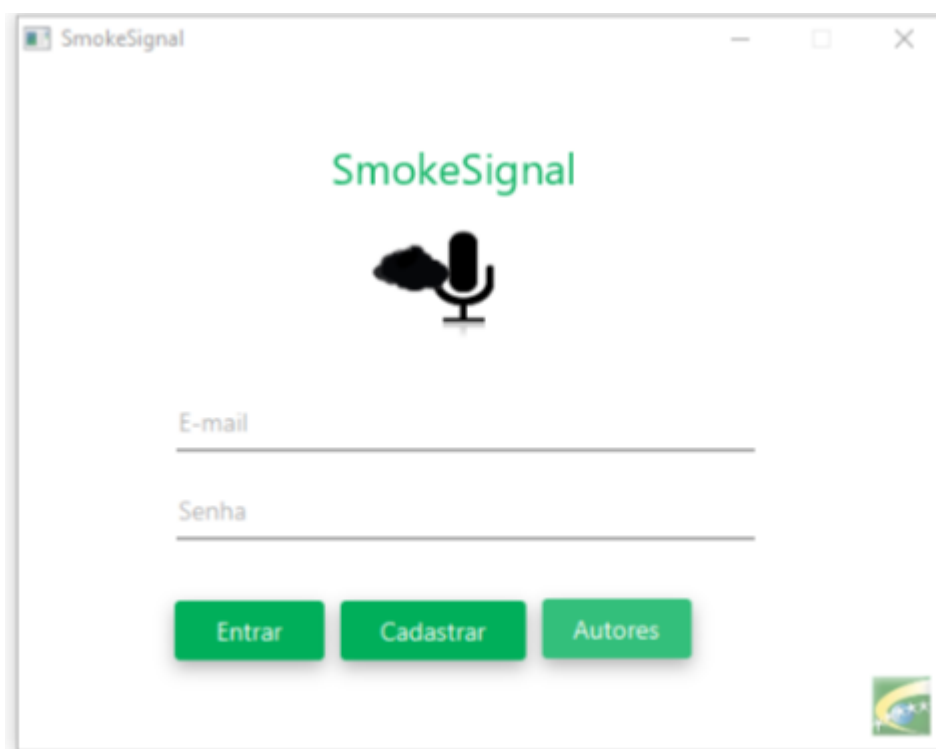 SmokeSignal
SmokeSignal
E-mail
Senha
Entrar Cadastrar Autores